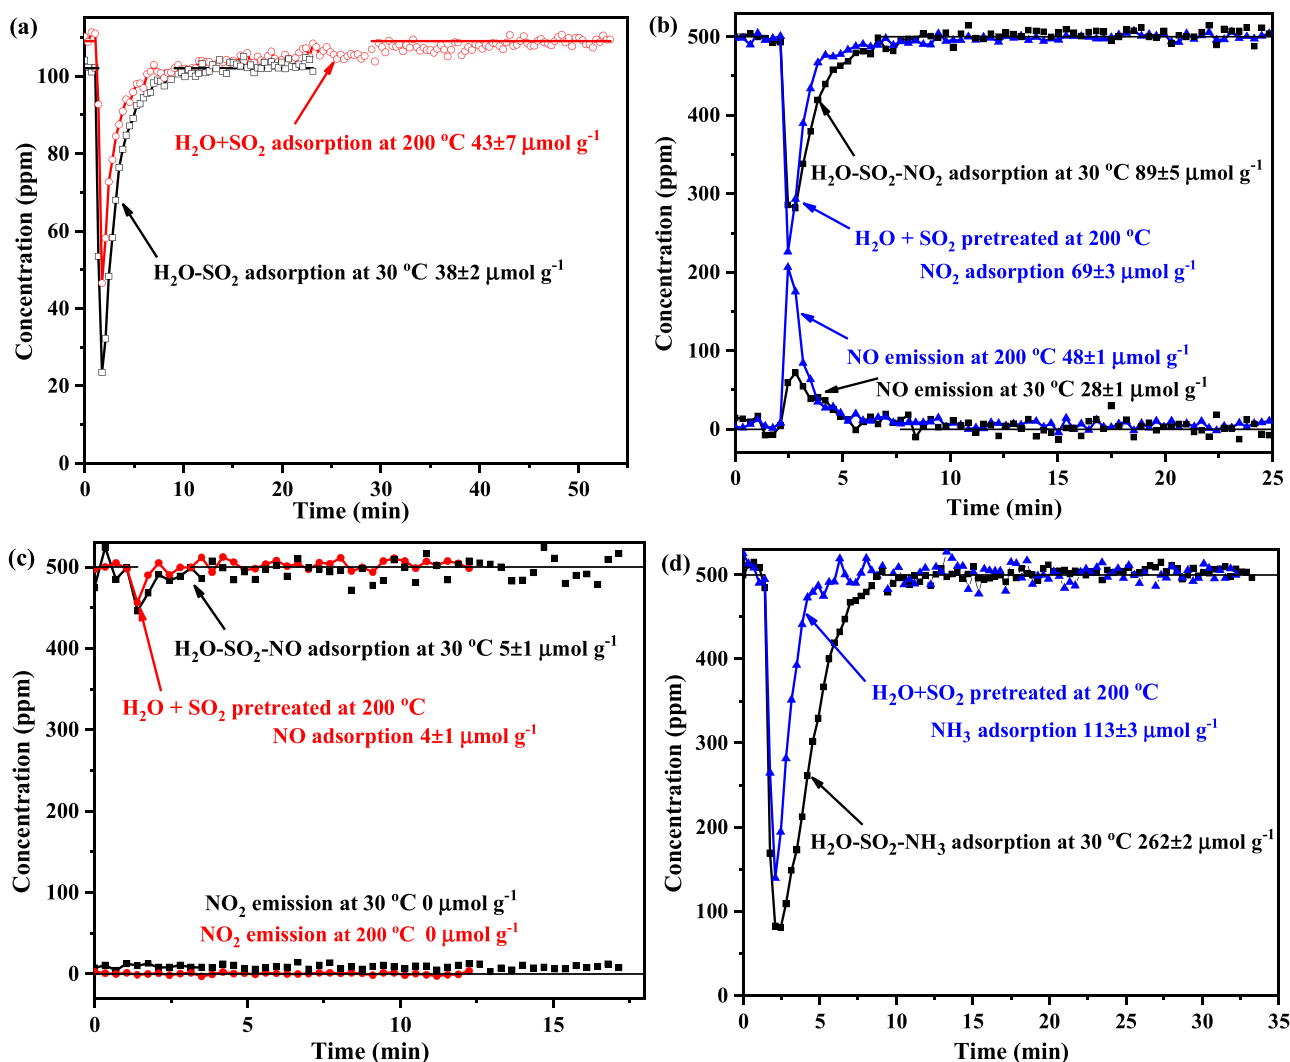 (a)
Concentration (ppm)
120
100
80
60
40
20
0
H₂O+SO₂ adsorption at 200 °C 43±7 μmol g⁻¹
H₂O-SO₂ adsorption at 30 °C 38±2 μmol g⁻¹
0 10 20 30 40 50
Time (min)
(b)
Concentration (ppm)
500
400
300
200
100
0
H₂O-SO₂-NO₂ adsorption at 30 °C 89±5 μmol g⁻¹
H₂O + SO₂ pretreated at 200 °C
NO₂ adsorption 69±3 μmol g⁻¹
NO emission at 200 °C 48±1 μmol g⁻¹
NO emission at 30 °C 28±1 μmol g⁻¹
0 5 10 15 20 25
Time (min)
(c)
Concentration (ppm)
500
400
300
200
100
0
H₂O-SO₂-NO adsorption at 30 °C 5±1 μmol g⁻¹
H₂O + SO₂ pretreated at 200 °C
NO adsorption 4±1 μmol g⁻¹
NO₂ emission at 30 °C 0 μmol g⁻¹
NO₂ emission at 200 °C 0 μmol g⁻¹
0 5 10 15
Time (min)
(d)
Concentration (ppm)
500
400
300
200
100
0
H₂O+SO₂ pretreated at 200 °C
NH₃ adsorption 113±3 μmol g⁻¹
H₂O-SO₂-NH₃ adsorption at 30 °C 262±2 μmol g⁻¹
0 5 10 15 20 25 30 35
Time (min)